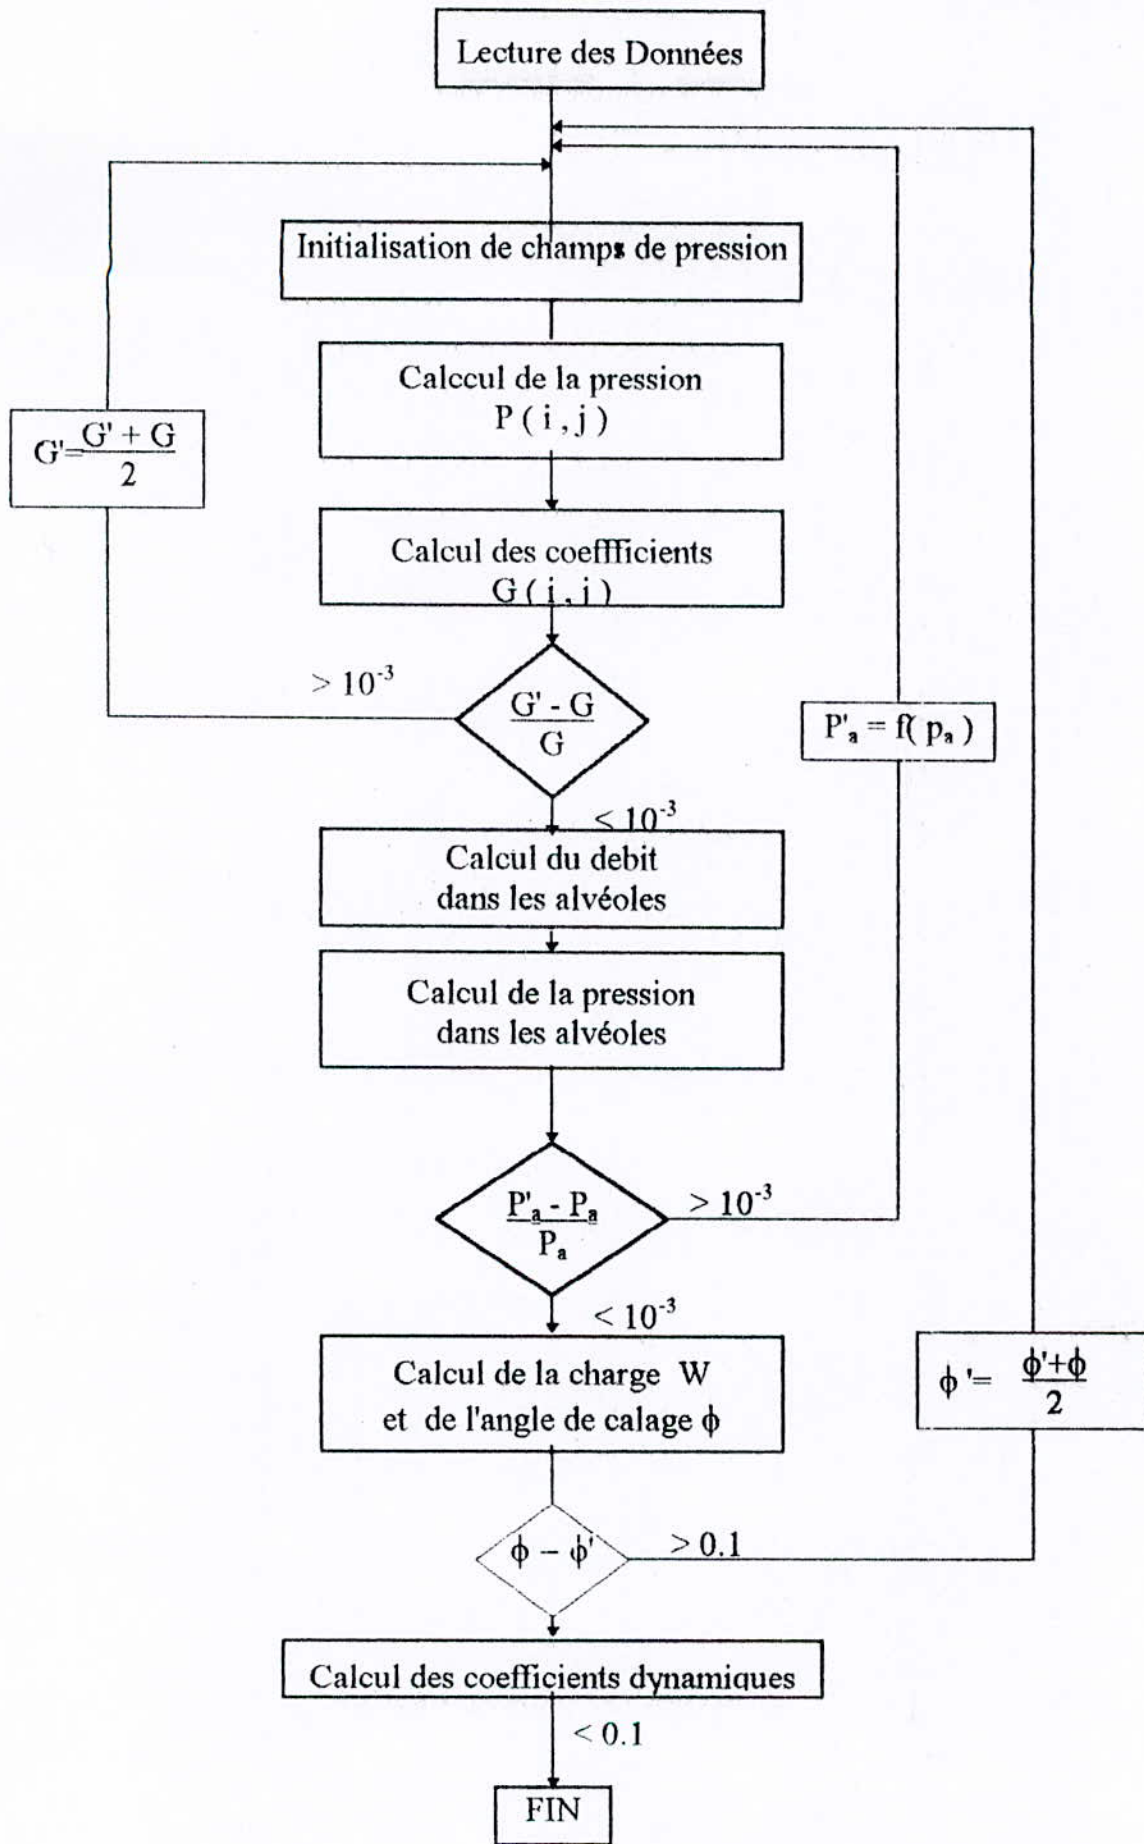 Lecture des Données
Initialisation de champs de pression
Calccul de la pression
P ( i , j )
G'= G' + G
2
Calcul des coeffficients
G ( i , j )
> 10⁻³
G' - G
G
P'ₐ = f( pₐ )
< 10⁻³
Calcul du debit
dans les alvéoles
Calcul de la pression
dans les alvéoles
P'ₐ - Pₐ
Pₐ
> 10⁻³
< 10⁻³
Calcul de la charge W
et de l'angle de calage ϕ
ϕ '= ϕ'+ϕ
2
ϕ – ϕ'
> 0.1
Calcul des coefficients dynamiques
< 0.1
FIN